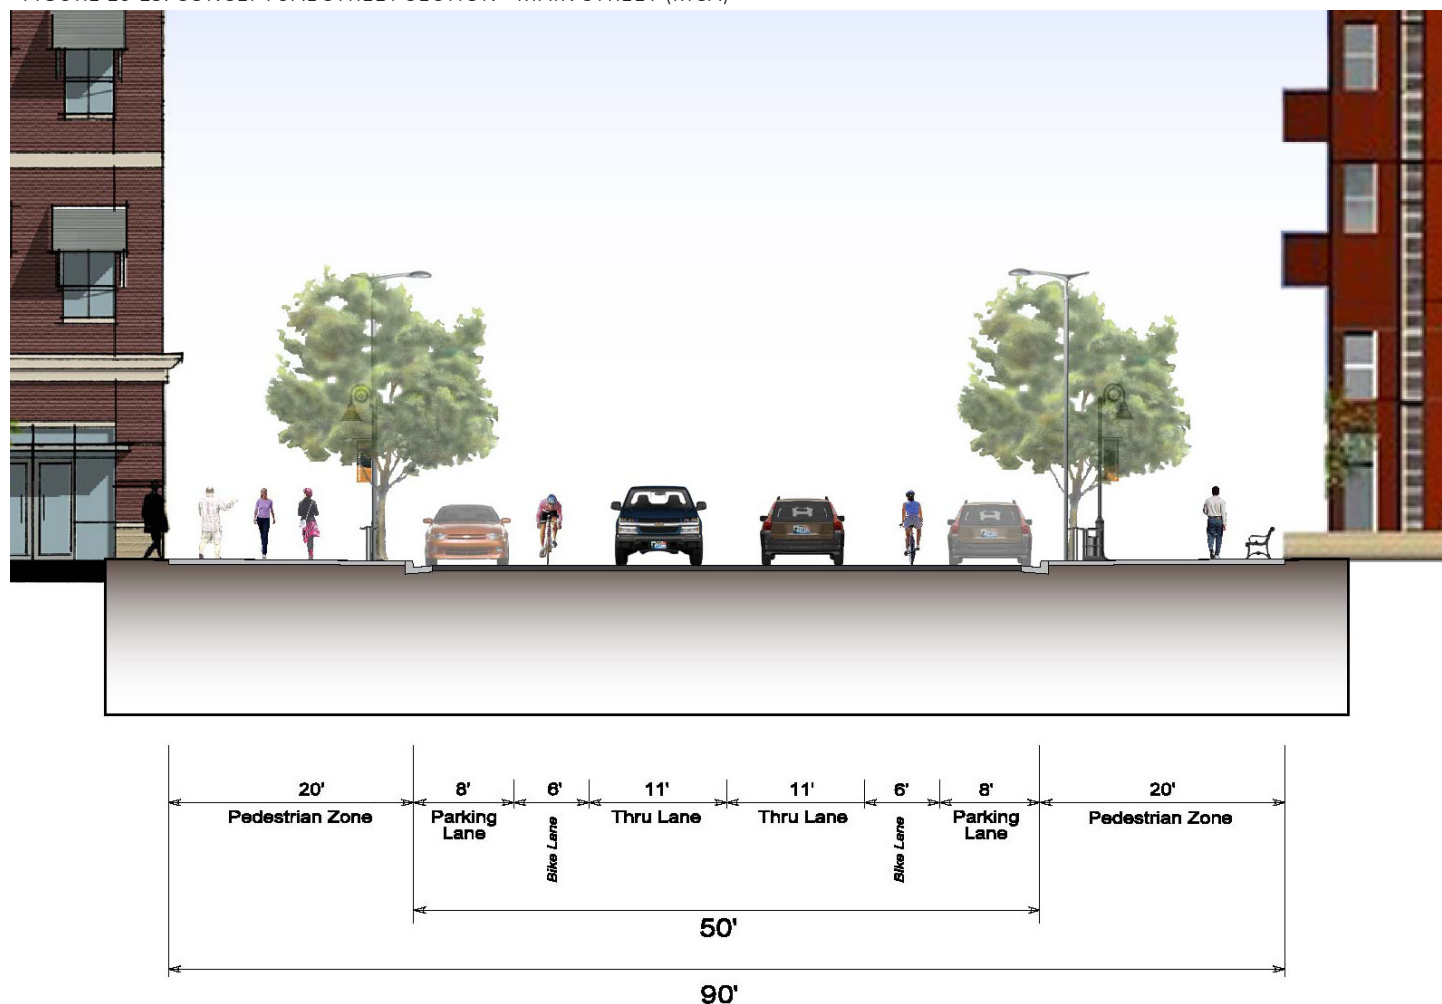 20' 8' 6' 11' 11' 6' 8' 20'
Pedestrian Zone Parking Lane Bike Lane Thru Lane Thru Lane Bike Lane Parking Lane Pedestrian Zone
50'
90'